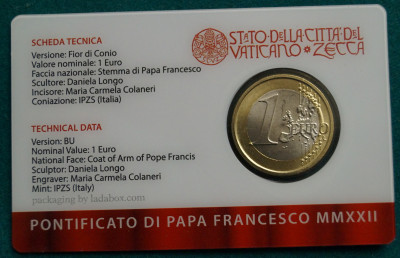 SCHEDA TECNICA
Versione: Fior di Conio
Valore nominale: 1 Euro
Faccia nazionale: Stemma di Papa Francesco
Scultore: Daniela Longo
Incisore: Maria Carmela Colaneri
Coniazione: IPZS (Italia)
TECHNICAL DATA
Version: BU
Nominal Value: 1 Euro
National Face: Coat of Arm of Pope Francis
Sculptor: Daniela Longo
Engraver: Maria Carmela Colaneri
Mint: IPZS (Italy)
packaging by ladabox.com
STATO DELLA CITTÀ DEL
VATICANO * ZECCA
1 EURO
PONTIFICATO DI PAPA FRANCESCO MMXXII